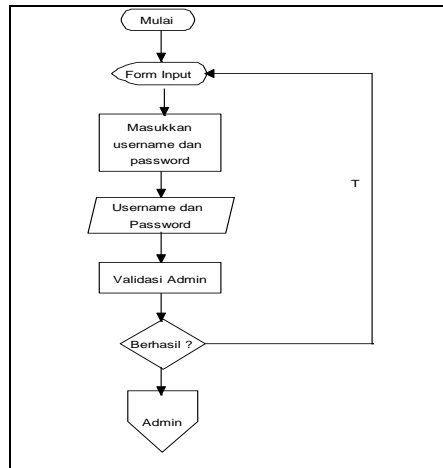 Mulai
Form Input
Masukkan
username dan
password
T
Username dan
Password
Validasi Admin
Berhasil ?
Admin